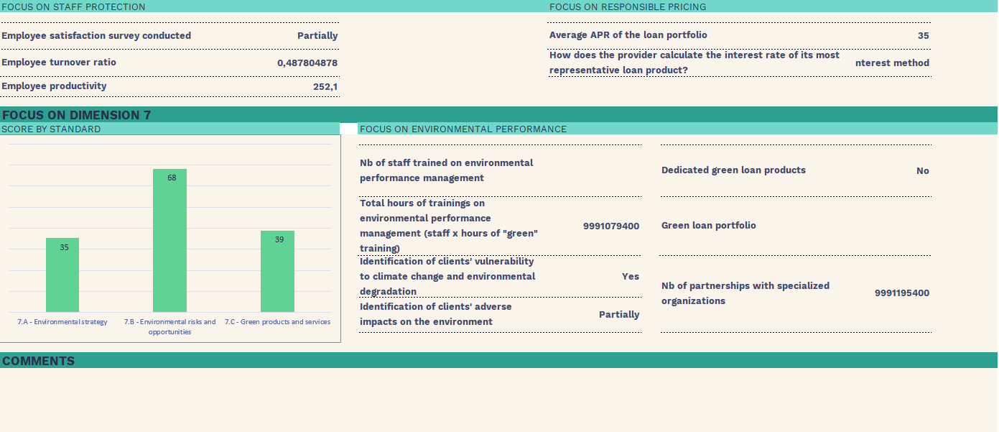 FOCUS ON STAFF PROTECTION
Employee satisfaction survey conducted Partially
Employee turnover ratio 0,487804878
Employee productivity 252,1
FOCUS ON RESPONSIBLE PRICING
Average APR of the loan portfolio 35
How does the provider calculate the interest rate of its most
representative loan product?
nterest method
FOCUS ON DIMENSION 7
SCORE BY STANDARD
35
68
39
7.A - Environmental strategy
7.B - Environmental risks and
opportunities
7.C - Green products and services
FOCUS ON ENVIRONMENTAL PERFORMANCE
Nb of staff trained on environmental
performance management
Total hours of trainings on
environmental performance
management (staff x hours of "green"
training)
9991079400
Identification of clients' vulnerability
to climate change and environmental
degradation
Yes
Identification of clients' adverse
impacts on the environment
Partially
Dedicated green loan products No
Green loan portfolio
Nb of partnerships with specialized
organizations
9991195400
COMMENTS